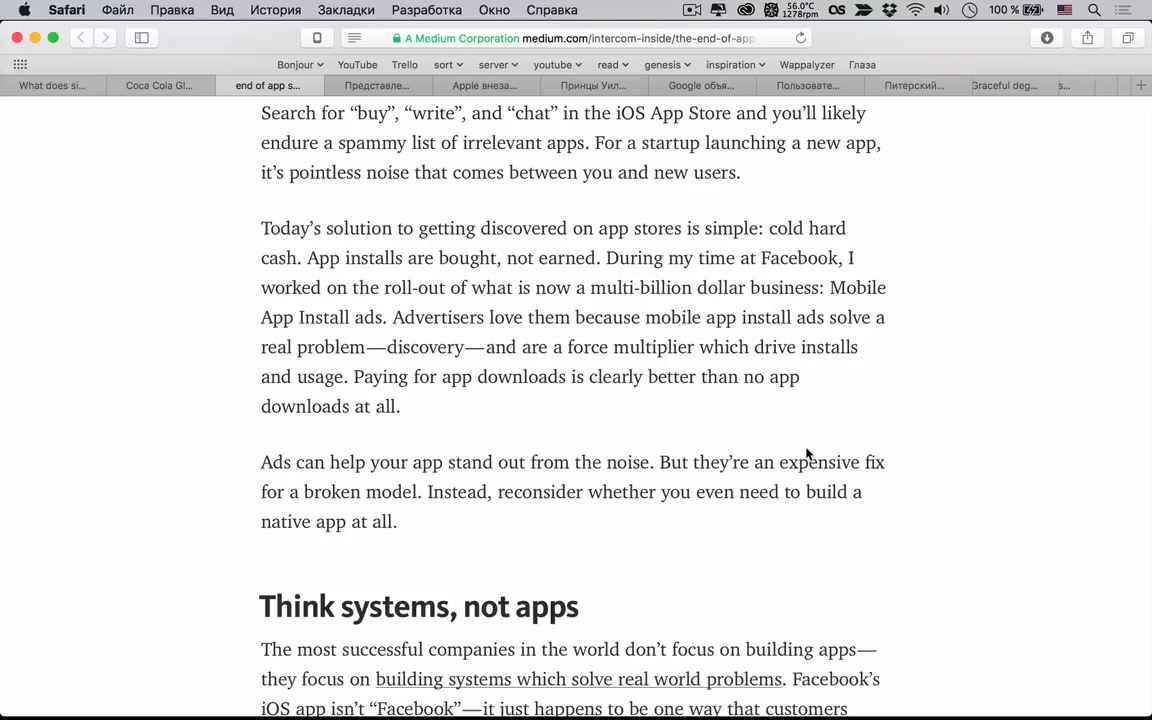 Safari Файл Правка Вид История Закладки Разработка Окно Справка 56.0°C 1278rpm OS 100 %
A Medium Corporation medium.com/intercom-inside/the-end-of-app-
Bonjour YouTube Trello sort server youtube read genesis inspiration Wappalyzer Глаза
What does si... Coca Cola Gl... end of app s... Представле... Apple внеза... Принцы Уил... Google объя... Пользовате... Питерский... Graceful deg... s...
Search for “buy”, “write”, and “chat” in the iOS App Store and you’ll likely
endure a spammy list of irrelevant apps. For a startup launching a new app,
it’s pointless noise that comes between you and new users.
Today’s solution to getting discovered on app stores is simple: cold hard
cash. App installs are bought, not earned. During my time at Facebook, I
worked on the roll-out of what is now a multi-billion dollar business: Mobile
App Install ads. Advertisers love them because mobile app install ads solve a
real problem — discovery — and are a force multiplier which drive installs
and usage. Paying for app downloads is clearly better than no app
downloads at all.
Ads can help your app stand out from the noise. But they’re an expensive fix
for a broken model. Instead, reconsider whether you even need to build a
native app at all.
Think systems, not apps
The most successful companies in the world don’t focus on building apps —
they focus on building systems which solve real world problems. Facebook’s
iOS app isn’t “Facebook” — it just happens to be one way that customers